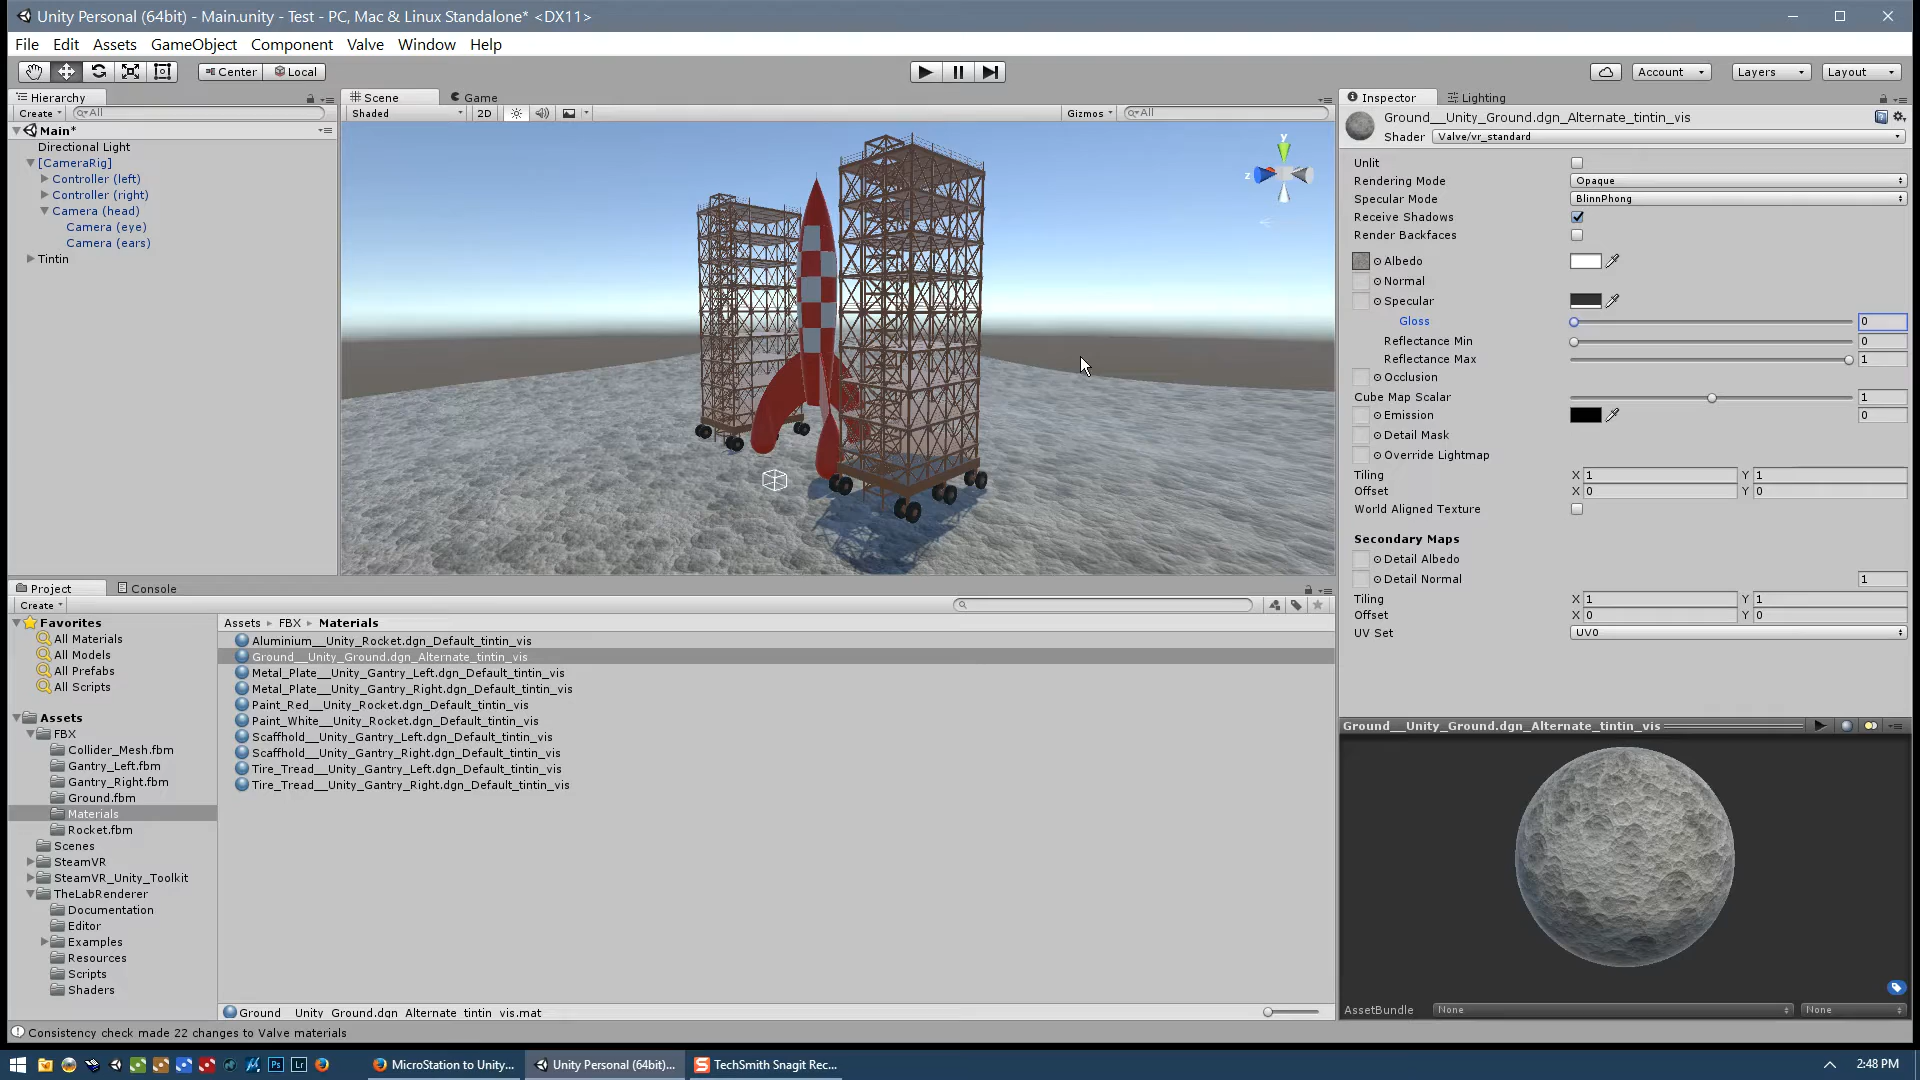 Unity Personal (64bit) - Main.unity - Test - PC, Mac & Linux Standalone* <DX11>
File Edit Assets GameObject Component Valve Window Help
Center Local Account Layers Layout
Hierarchy
Create All
Main*
Directional Light
[CameraRig]
Controller (left)
Controller (right)
Camera (head)
Camera (eye)
Camera (ears)
Tintin
Scene Game
Shaded 2D Gizmos All
y
z
Inspector Lighting
Ground__Unity_Ground.dgn_Alternate_tintin_vis
Shader Valve/vr_standard
Unlit
Rendering Mode Opaque
Specular Mode BlinnPhong
Receive Shadows
Render Backfaces
Albedo
Normal
Specular
Gloss 0
Reflectance Min 0
Reflectance Max 1
Occlusion
Cube Map Scalar 1
Emission 0
Detail Mask
Override Lightmap
Tiling X 1 Y 1
Offset X 0 Y 0
World Aligned Texture
Secondary Maps
Detail Albedo
Detail Normal 1
Tiling X 1 Y 1
Offset X 0 Y 0
UV Set UV0
Project Console
Create
Favorites
All Materials
All Models
All Prefabs
All Scripts
Assets
FBX
Collider_Mesh.fbm
Gantry_Left.fbm
Gantry_Right.fbm
Ground.fbm
Materials
Rocket.fbm
Scenes
SteamVR
SteamVR_Unity_Toolkit
TheLabRenderer
Documentation
Editor
Examples
Resources
Scripts
Shaders
Assets FBX Materials
Aluminium__Unity_Rocket.dgn_Default_tintin_vis
Ground__Unity_Ground.dgn_Alternate_tintin_vis
Metal_Plate__Unity_Gantry_Left.dgn_Default_tintin_vis
Metal_Plate__Unity_Gantry_Right.dgn_Default_tintin_vis
Paint_Red__Unity_Rocket.dgn_Default_tintin_vis
Paint_White__Unity_Rocket.dgn_Default_tintin_vis
Scaffhold__Unity_Gantry_Left.dgn_Default_tintin_vis
Scaffhold__Unity_Gantry_Right.dgn_Default_tintin_vis
Tire_Tread__Unity_Gantry_Left.dgn_Default_tintin_vis
Tire_Tread__Unity_Gantry_Right.dgn_Default_tintin_vis
Ground__Unity_Ground.dgn_Alternate_tintin_vis.mat
Ground__Unity_Ground.dgn_Alternate_tintin_vis
AssetBundle None None
Consistency check made 22 changes to Valve materials
Ps Lr MicroStation to Unity... Unity Personal (64bit)... S TechSmith Snagit Rec... 2:48 PM